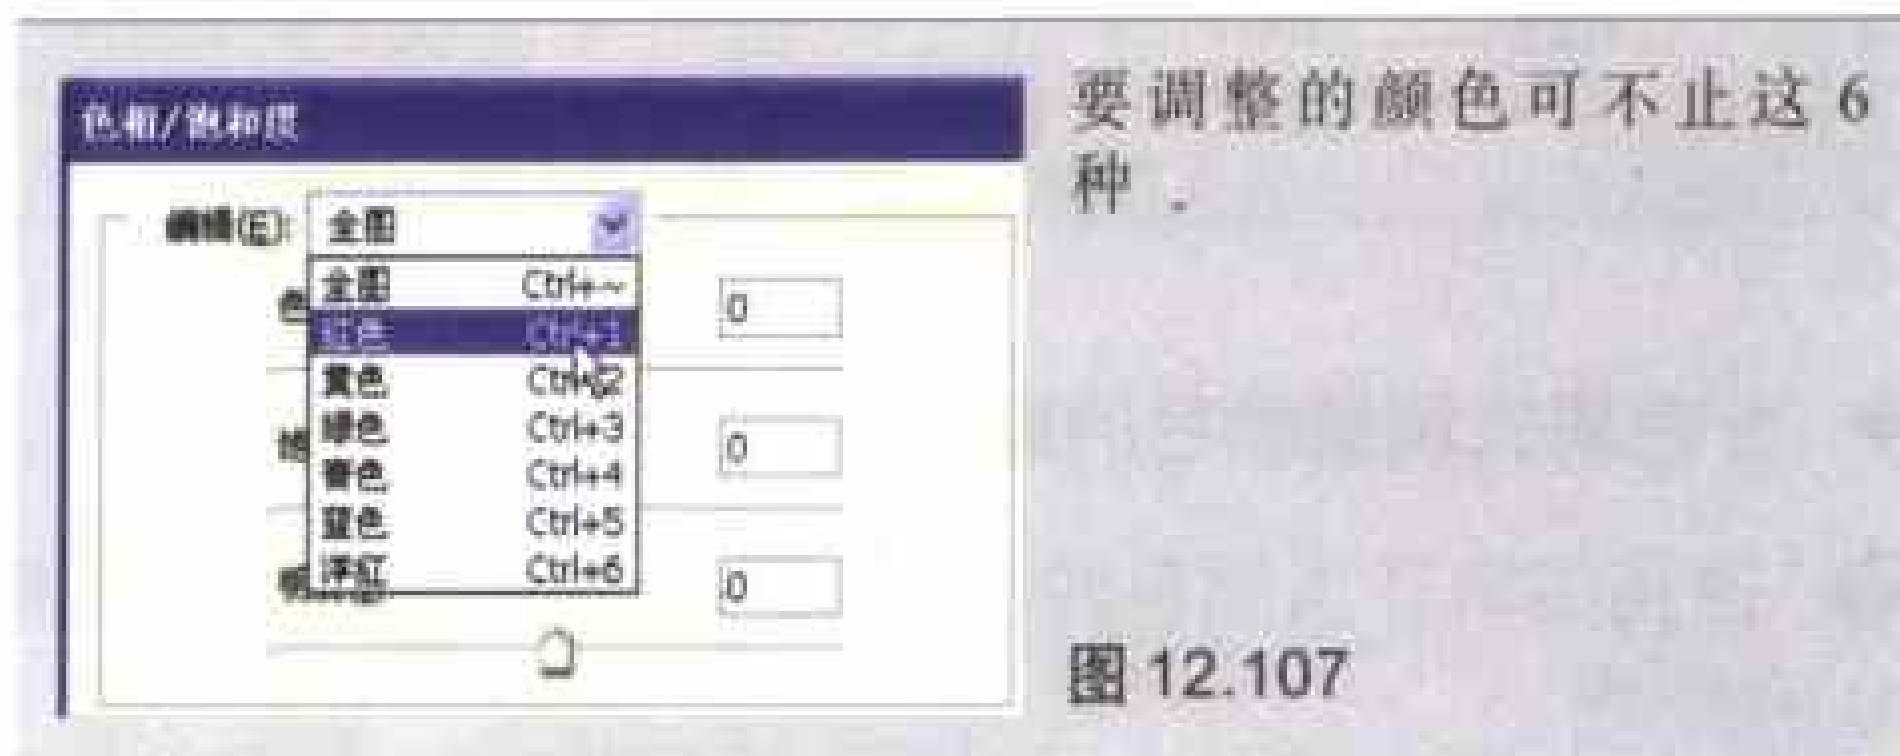 色相/饱和度
编辑(E): 全图
全图 Ctrl+~
红色 Ctrl+1
黄色 Ctrl+2
绿色 Ctrl+3
青色 Ctrl+4
蓝色 Ctrl+5
洋红 Ctrl+6
色
0
0
0
要调整的颜色可不止这6
种.
图 12.107